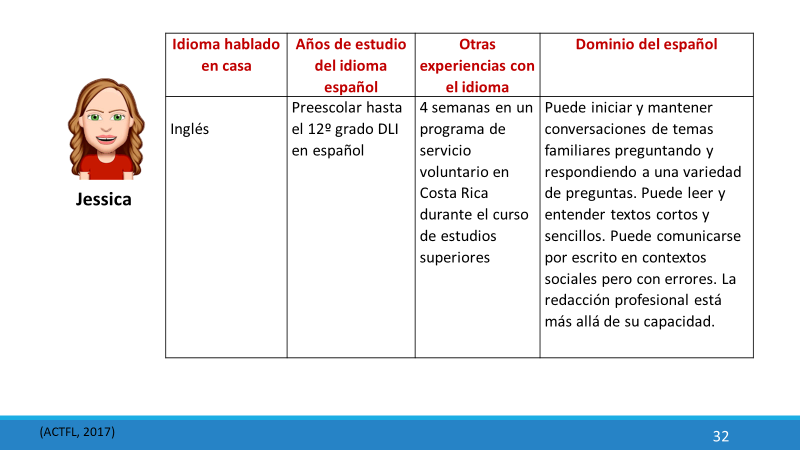 Idioma hablado
en casa
Años de estudio
del idioma
español
Otras
experiencias con
el idioma
Dominio del español
Jessica
Inglés
Preescolar hasta
el 12º grado DLI
en español
4 semanas en un
programa de
servicio
voluntario en
Costa Rica
durante el curso
de estudios
superiores
Puede iniciar y mantener
conversaciones de temas
familiares preguntando y
respondiendo a una variedad
de preguntas. Puede leer y
entender textos cortos y
sencillos. Puede comunicarse
por escrito en contextos
sociales pero con errores. La
redacción profesional está
más allá de su capacidad.
(ACTFL, 2017)
32